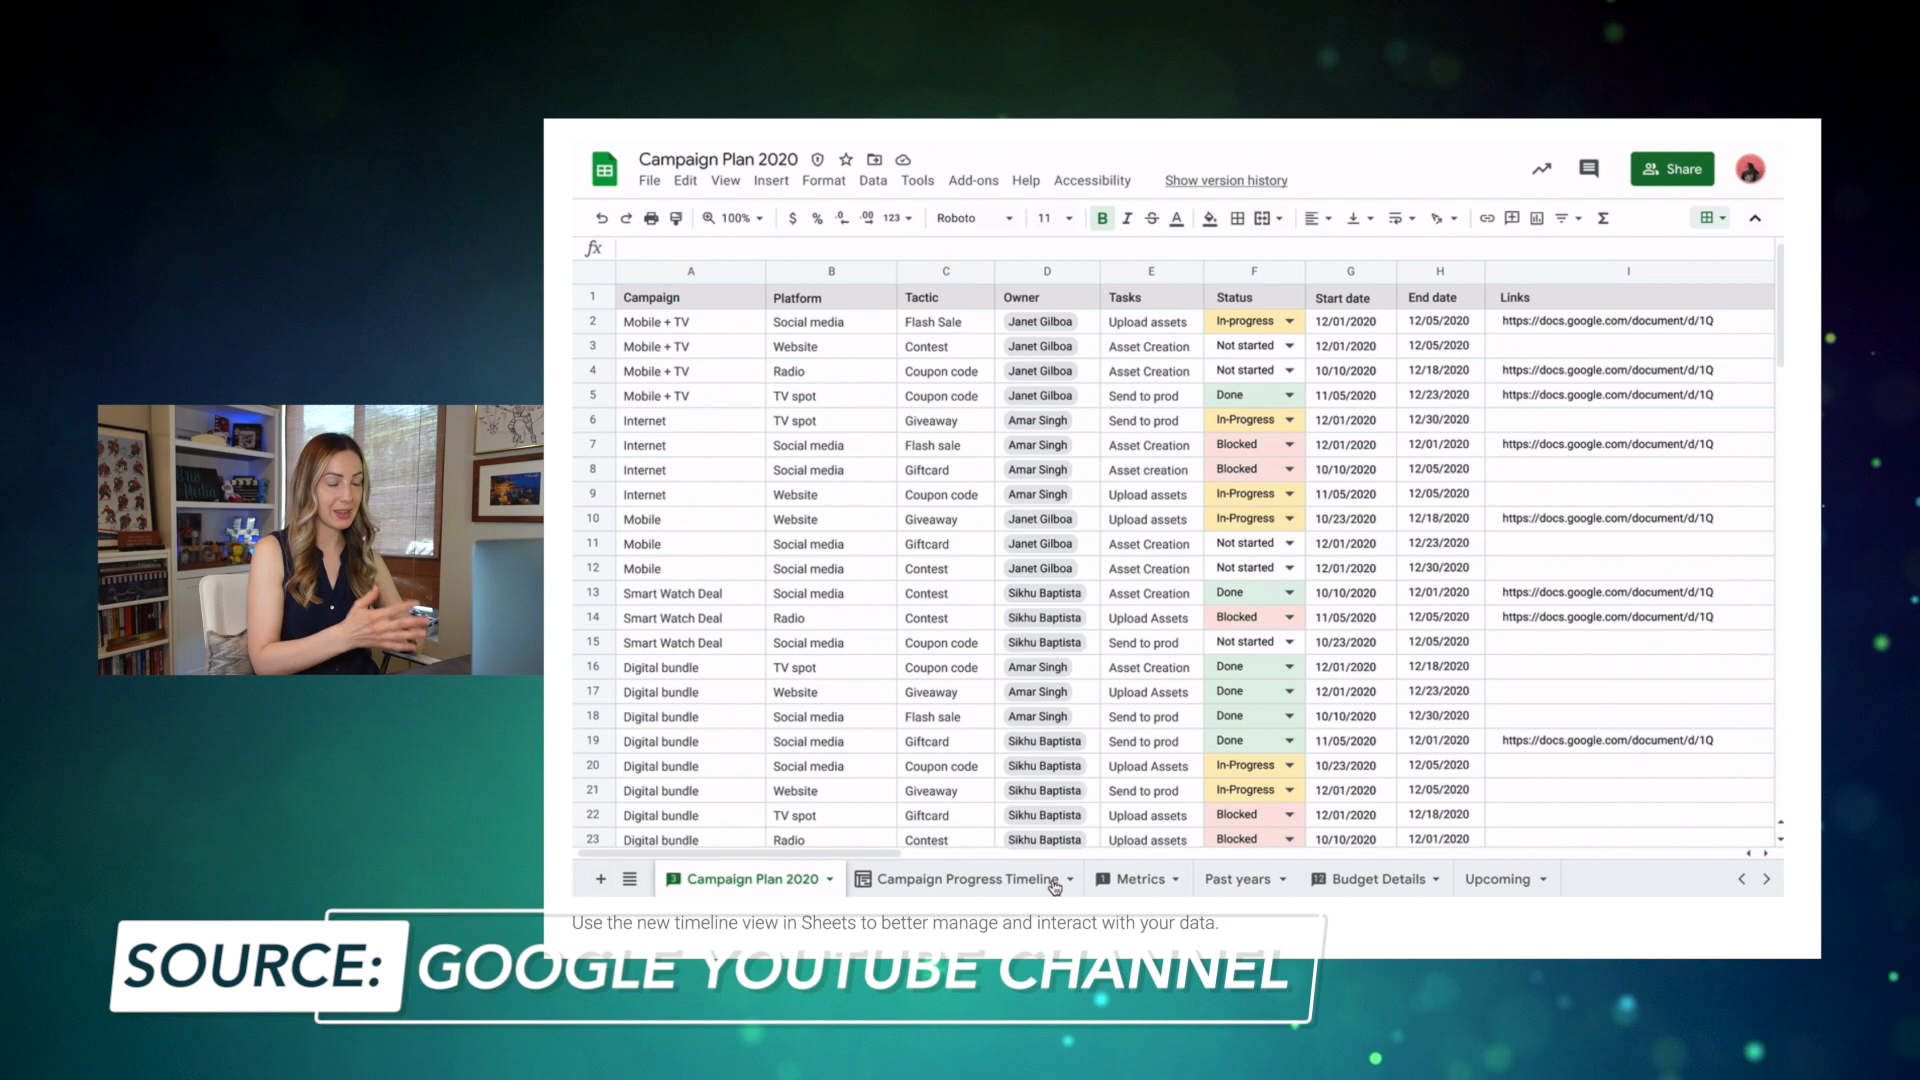 Campaign Plan 2020
File Edit View Insert Format Data Tools Add-ons Help Accessibility Show version history
Share
100% $ % .0 .00 123 Roboto 11 B I S A Σ
fx
A B C D E F G H I
1 Campaign Platform Tactic Owner Tasks Status Start date End date Links
2 Mobile + TV Social media Flash Sale Janet Gilboa Upload assets In-progress 12/01/2020 12/05/2020 https://docs.google.com/document/d/1Q
3 Mobile + TV Website Contest Janet Gilboa Asset Creation Not started 12/01/2020 12/05/2020
4 Mobile + TV Radio Coupon code Janet Gilboa Asset Creation Not started 10/10/2020 12/18/2020 https://docs.google.com/document/d/1Q
5 Mobile + TV TV spot Coupon code Janet Gilboa Send to prod Done 11/05/2020 12/23/2020 https://docs.google.com/document/d/1Q
6 Internet TV spot Giveaway Amar Singh Send to prod In-Progress 12/01/2020 12/30/2020
7 Internet Social media Flash sale Amar Singh Asset Creation Blocked 12/01/2020 12/01/2020 https://docs.google.com/document/d/1Q
8 Internet Social media Giftcard Amar Singh Asset creation Blocked 10/10/2020 12/05/2020
9 Internet Website Coupon code Amar Singh Upload assets In-Progress 11/05/2020 12/05/2020
10 Mobile Website Giveaway Janet Gilboa Upload assets In-Progress 10/23/2020 12/18/2020 https://docs.google.com/document/d/1Q
11 Mobile Social media Giftcard Janet Gilboa Asset Creation Not started 12/01/2020 12/23/2020
12 Mobile Social media Contest Janet Gilboa Asset Creation Not started 12/01/2020 12/30/2020
13 Smart Watch Deal Social media Contest Sikhu Baptista Asset Creation Done 10/10/2020 12/01/2020 https://docs.google.com/document/d/1Q
14 Smart Watch Deal Radio Contest Sikhu Baptista Upload Assets Blocked 11/05/2020 12/05/2020 https://docs.google.com/document/d/1Q
15 Smart Watch Deal Social media Coupon code Sikhu Baptista Send to prod Not started 10/23/2020 12/05/2020
16 Digital bundle TV spot Coupon code Amar Singh Asset Creation Done 12/01/2020 12/18/2020
17 Digital bundle Website Giveaway Amar Singh Upload Assets Done 12/01/2020 12/23/2020
18 Digital bundle Social media Flash sale Amar Singh Send to prod Done 10/10/2020 12/30/2020
19 Digital bundle Social media Giftcard Sikhu Baptista Send to prod Done 11/05/2020 12/01/2020 https://docs.google.com/document/d/1Q
20 Digital bundle Social media Coupon code Sikhu Baptista Upload Assets In-Progress 10/23/2020 12/05/2020
21 Digital bundle Website Giveaway Sikhu Baptista Send to prod In-Progress 12/01/2020 12/05/2020
22 Digital bundle TV spot Giftcard Sikhu Baptista Upload assets Blocked 12/01/2020 12/18/2020
23 Digital bundle Radio Contest Sikhu Baptista Upload assets Blocked 10/10/2020 12/01/2020
3 Campaign Plan 2020 Campaign Progress Timeline 1 Metrics Past years 12 Budget Details Upcoming
Use the new timeline view in Sheets to better manage and interact with your data.
SOURCE: GOOGLE YOUTUBE CHANNEL